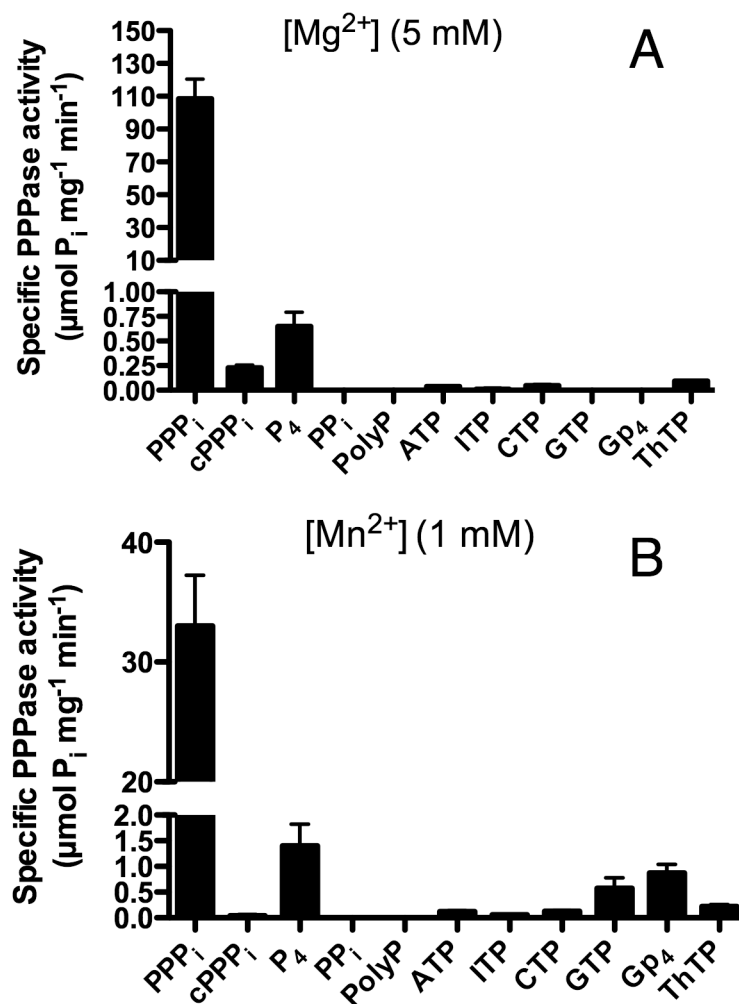 [Mg²⁺] (5 mM)
A
Specific PPPase activity
(µmol Pᵢ mg⁻¹ min⁻¹)
150
130
110
90
70
50
30
10
1.00
0.75
0.50
0.25
0.00
PPPᵢ
cPPPᵢ
P₄
PPᵢ
PolyP
ATP
ITP
CTP
GTP
Gp₄
ThTP
[Mn²⁺] (1 mM)
B
Specific PPPase activity
(µmol Pᵢ mg⁻¹ min⁻¹)
40
30
20
2.0
1.5
1.0
0.5
0.0
PPPᵢ
cPPPᵢ
P₄
PPᵢ
PolyP
ATP
ITP
CTP
GTP
Gp₄
ThTP